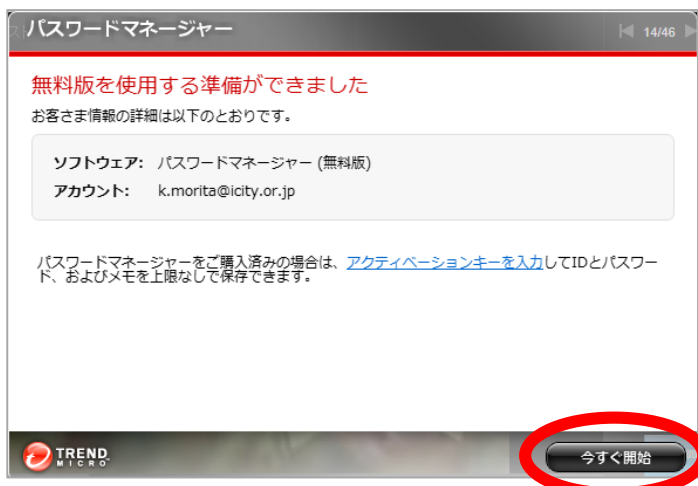 パスワードマネージャー
14/46
無料版を使用する準備ができました
お客さま情報の詳細は以下のとおりです。
ソフトウェア: パスワードマネージャー (無料版)
アカウント: k.morita@icity.or.jp
パスワードマネージャーをご購入済みの場合は、アクティベーションキーを入力してIDとパスワー
ド、およびメモを上限なしで保存できます。
TREND
MICRO
今すぐ開始